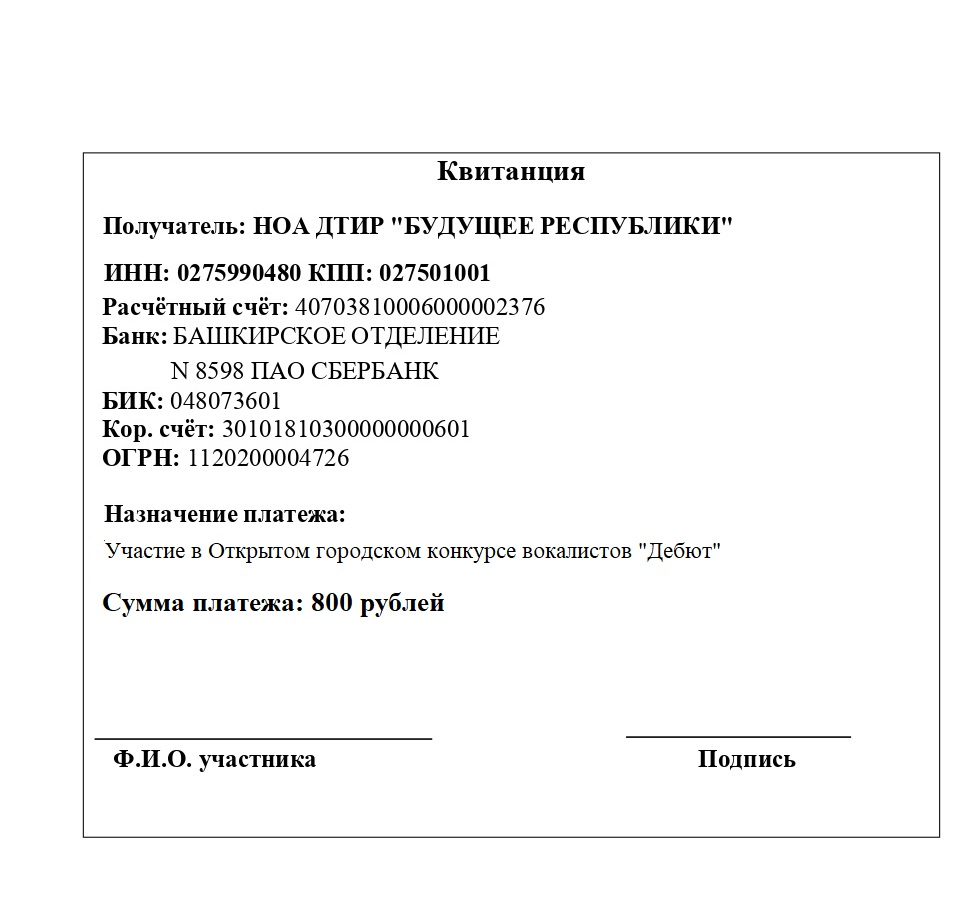 Квитанция
Получатель: НОА ДТИР "БУДУЩЕЕ РЕСПУБЛИКИ"
ИНН: 0275990480 КПП: 027501001
Расчётный счёт: 40703810006000002376
Банк: БАШКИРСКОЕ ОТДЕЛЕНИЕ
N 8598 ПАО СБЕРБАНК
БИК: 048073601
Кор. счёт: 30101810300000000601
ОГРН: 1120200004726
Назначение платежа:
Участие в Открытом городском конкурсе вокалистов "Дебют"
Сумма платежа: 800 рублей
Ф.И.О. участника Подпись